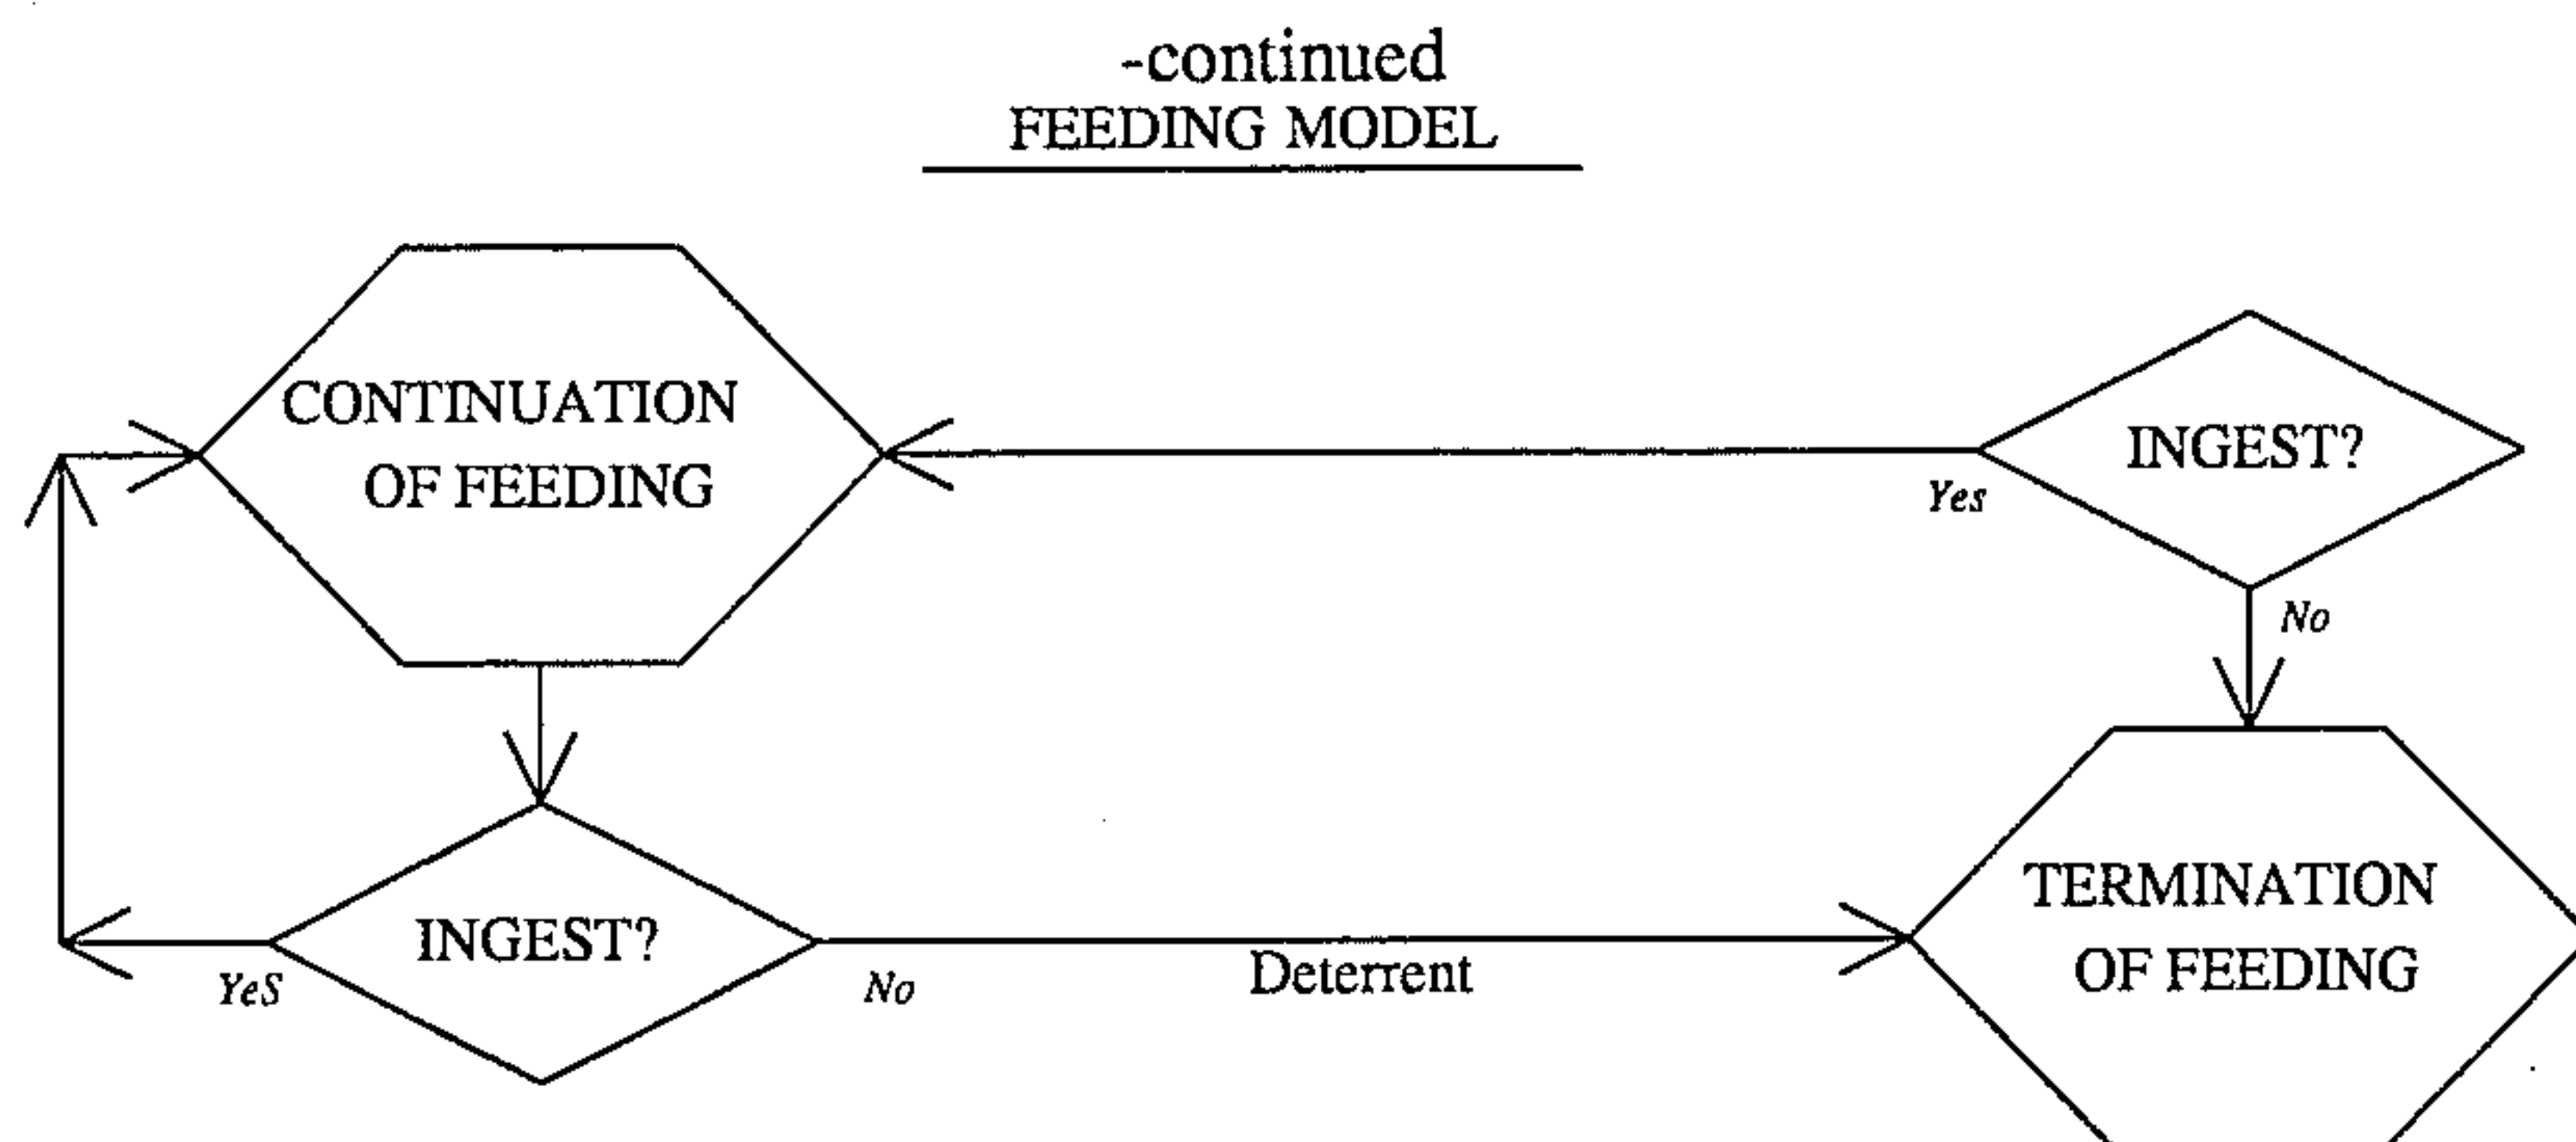 -continued
FEEDING MODEL
CONTINUATION
OF FEEDING
INGEST?
Yes
No
INGEST?
YeS
No
Deterrent
TERMINATION
OF FEEDING